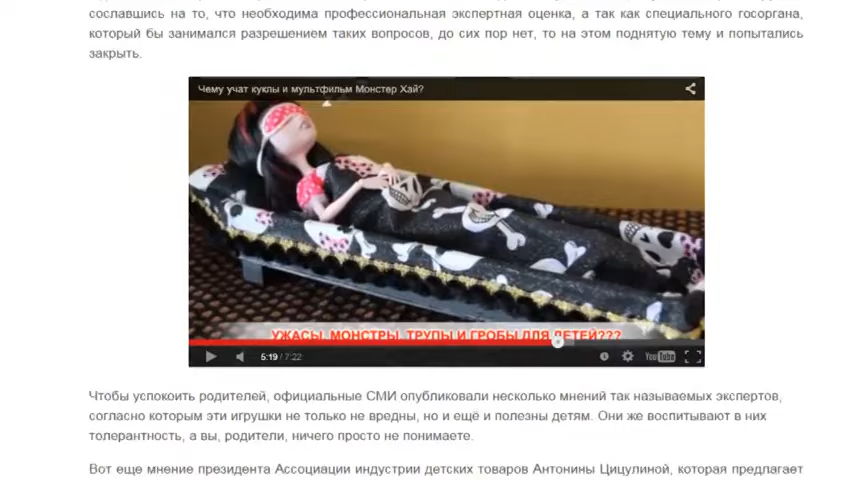 сославшись на то, что необходима профессиональная экспертная оценка, а так как специального госоргана,
который бы занимался разрешением таких вопросов, до сих пор нет, то на этом поднятую тему и попытались
закрыть.
Чему учат куклы и мультфильм Монстер Хай?
УЖАСЫ, МОНСТРЫ, ТРУПЫ И ГРОБЫ ДЛЯ ДЕТЕЙ???
5:19 / 7:22
YouTube
Чтобы успокоить родителей, официальные СМИ опубликовали несколько мнений так называемых экспертов,
согласно которым эти игрушки не только не вредны, но и ещё и полезны детям. Они же воспитывают в них
толерантность, а вы, родители, ничего просто не понимаете.
Вот еще мнение президента Ассоциации индустрии детских товаров Антонины Цицулиной, которая предлагает